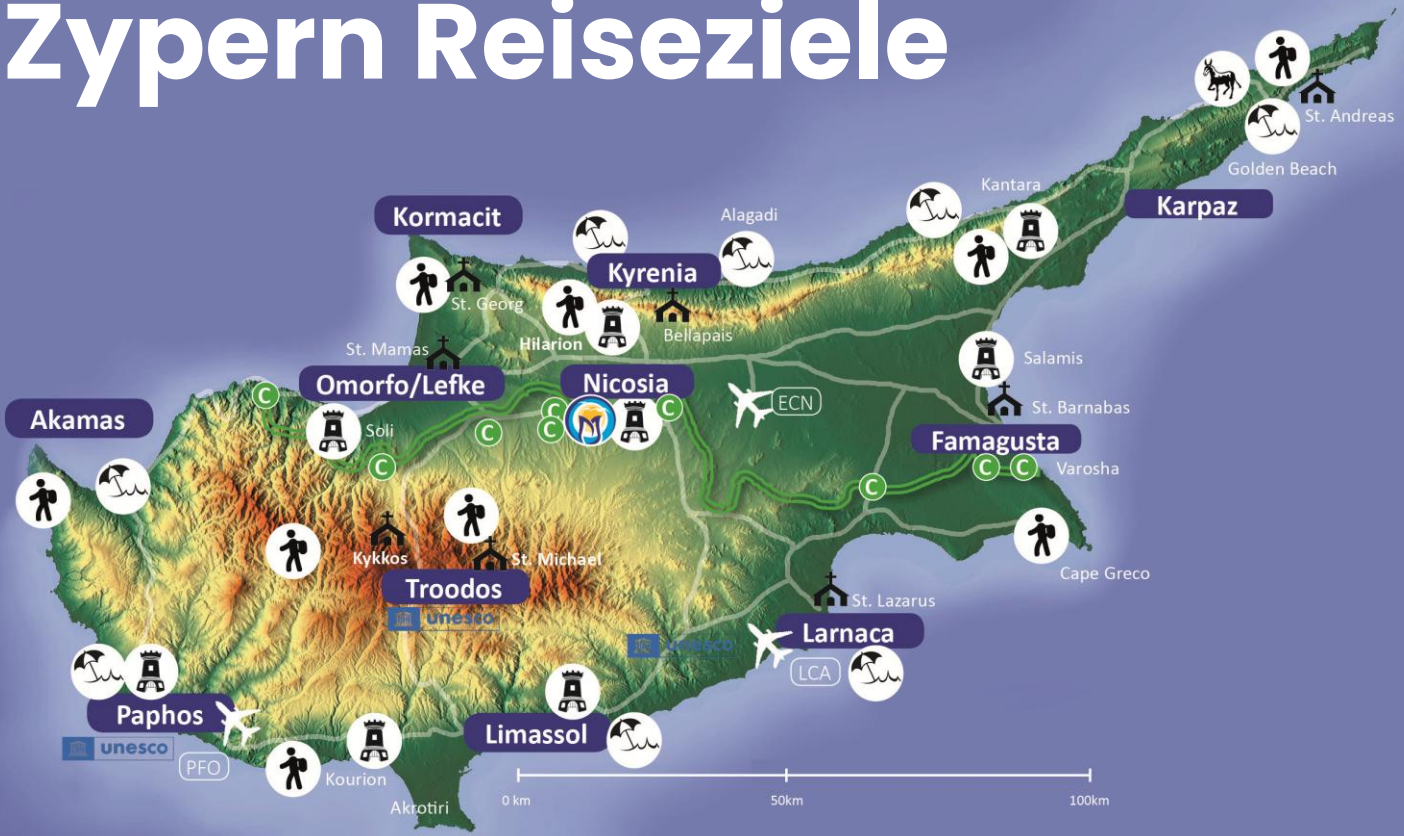 Zypern Reiseziele
St. Andreas
Golden Beach
Kantara
Karpaz
Kormacit
Alagadi
Kyrenia
St. Georg
Hilarion
Bellapais
St. Mamas
Salamis
Omorfo/Lefke
Nicosia
ECN
St. Barnabas
Akamas
C
C
C
C
Soli
C
C
Famagusta
C
C
C
Varosha
C
Kykkos
St. Michael
Cape Greco
Troodos
unesco
St. Lazarus
Larnaca
unesco
LCA
Paphos
Limassol
unesco
PFO
Kourion
Akrotiri
0 km
50km
100km